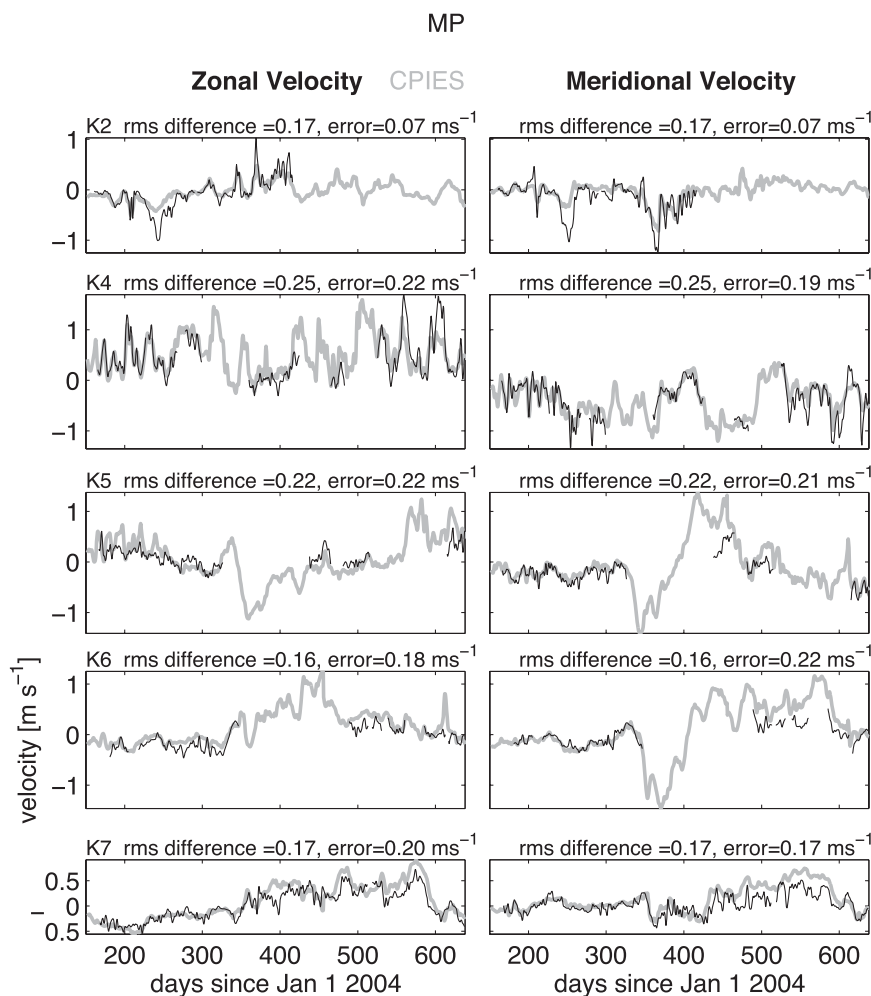 MP
Zonal Velocity CPIES Meridional Velocity
K2 rms difference =0.17, error=0.07 ms⁻¹ rms difference =0.17, error=0.07 ms⁻¹
1
0
−1
K4 rms difference =0.25, error=0.22 ms⁻¹ rms difference =0.25, error=0.19 ms⁻¹
1
0
−1
K5 rms difference =0.22, error=0.22 ms⁻¹ rms difference =0.22, error=0.21 ms⁻¹
1
0
−1
K6 rms difference =0.16, error=0.18 ms⁻¹ rms difference =0.16, error=0.22 ms⁻¹
1
0
−1
velocity [m s⁻¹]
K7 rms difference =0.17, error=0.20 ms⁻¹ rms difference =0.17, error=0.17 ms⁻¹
0.5
0
−
0.5
200 300 400 500 600 200 300 400 500 600
days since Jan 1 2004 days since Jan 1 2004